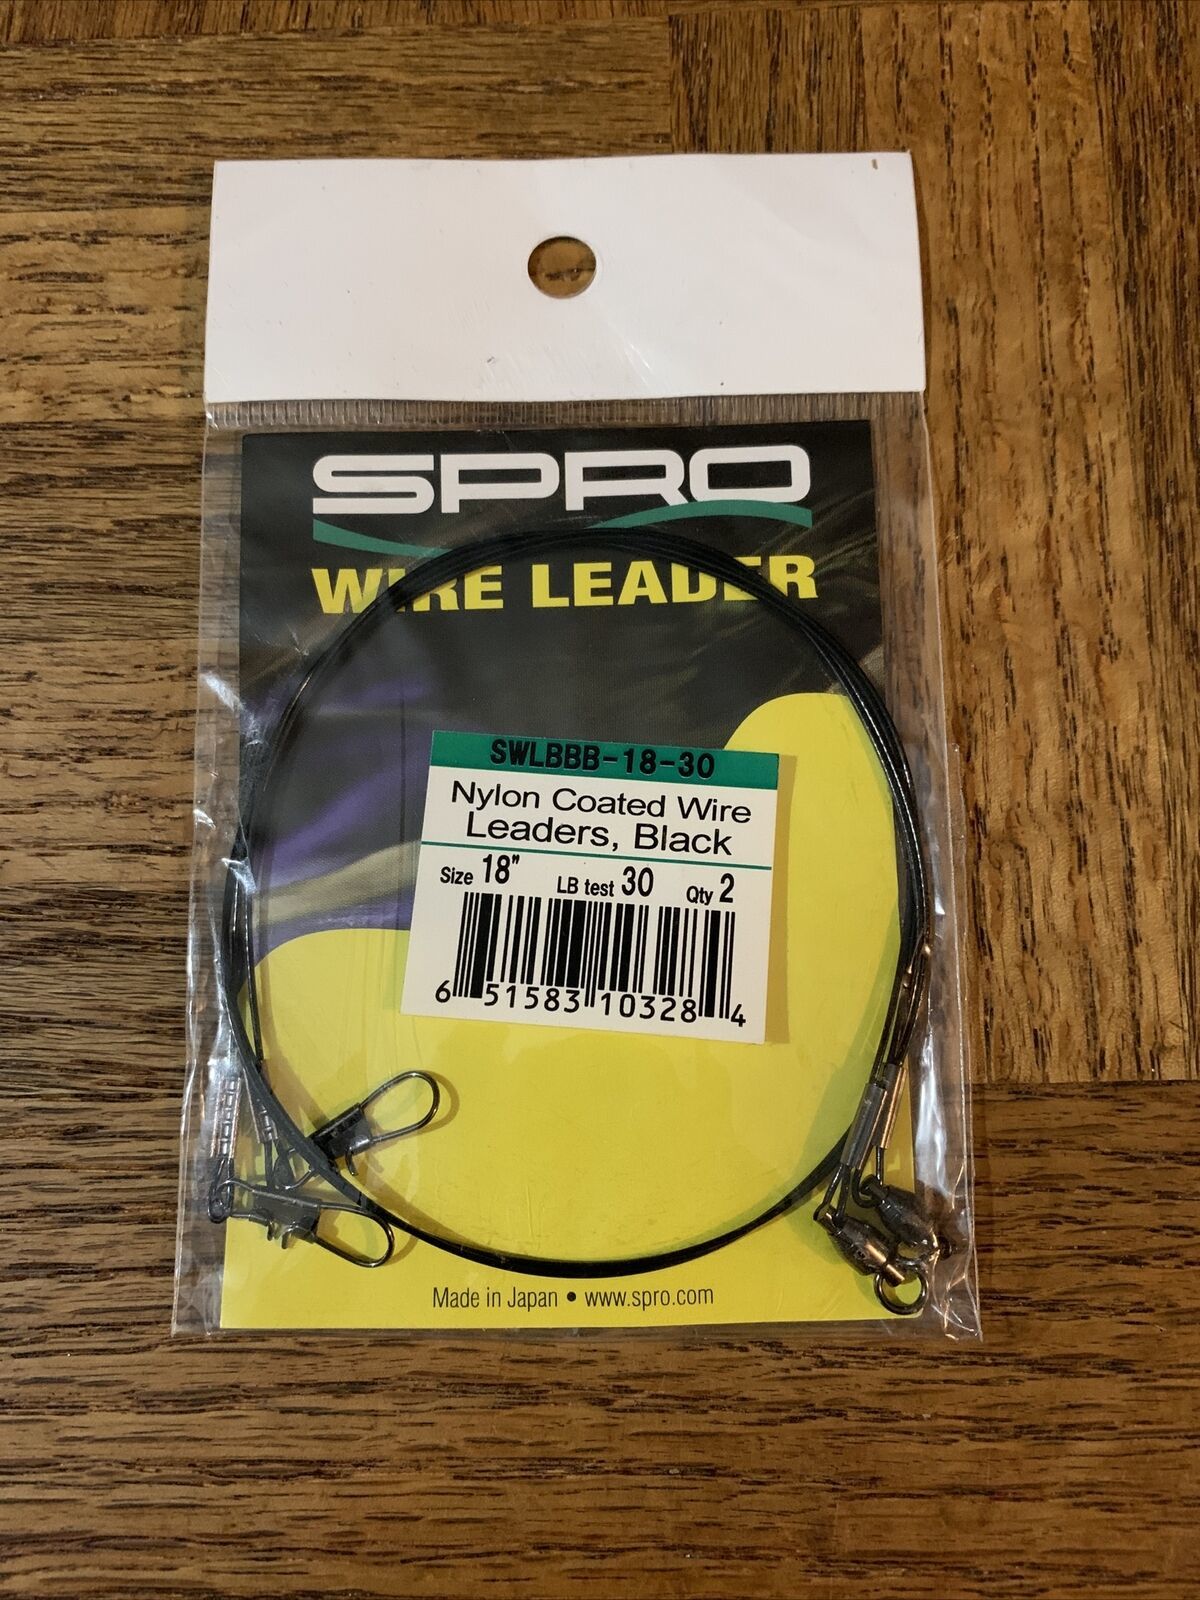 SPRO
WIRE LEADER
SWLBBB-18-30
Nylon Coated Wire
Leaders, Black
Size 18" LB test 30 Qty 2
6 51583 10328 4
Made in Japan • www.spro.com